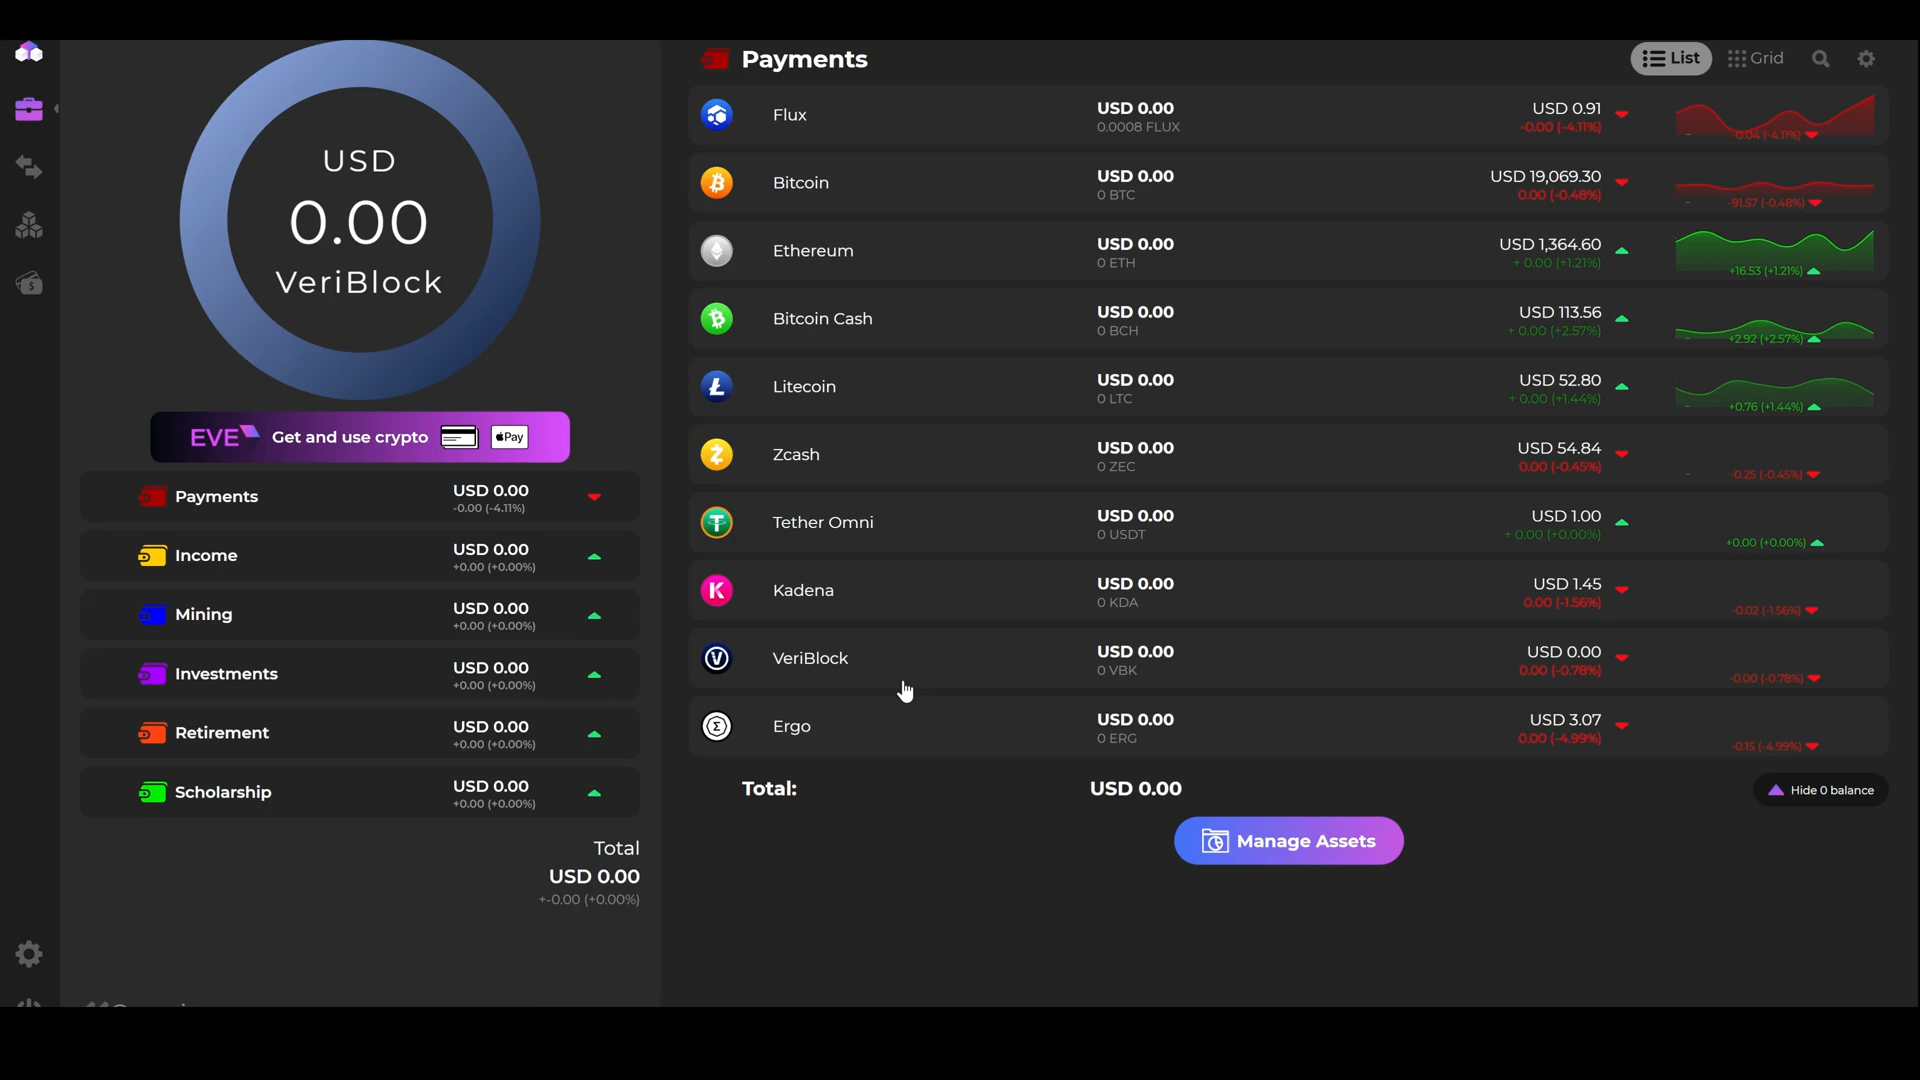 USD
0.00
VeriBlock
EVE Get and use crypto Pay
Payments USD 0.00
-0.00 (-4.11%)
Income USD 0.00
+0.00 (+0.00%)
Mining USD 0.00
+0.00 (+0.00%)
Investments USD 0.00
+0.00 (+0.00%)
Retirement USD 0.00
+0.00 (+0.00%)
Scholarship USD 0.00
+0.00 (+0.00%)
Total
USD 0.00
+-0.00 (+0.00%)
Payments List Grid
Flux USD 0.00 USD 0.91
0.0008 FLUX -0.00 (-4.11%) -0.04 (-4.11%)
Bitcoin USD 0.00 USD 19,069.30
0 BTC 0.00 (-0.48%) -91.57 (-0.48%)
Ethereum USD 0.00 USD 1,364.60
0 ETH + 0.00 (+1.21%) +16.53 (+1.21%)
Bitcoin Cash USD 0.00 USD 113.56
0 BCH + 0.00 (+2.57%) +2.92 (+2.57%)
Litecoin USD 0.00 USD 52.80
0 LTC + 0.00 (+1.44%) +0.76 (+1.44%)
Zcash USD 0.00 USD 54.84
0 ZEC 0.00 (-0.45%) -0.25 (-0.45%)
Tether Omni USD 0.00 USD 1.00
0 USDT + 0.00 (+0.00%) +0.00 (+0.00%)
Kadena USD 0.00 USD 1.45
0 KDA 0.00 (-1.56%) -0.02 (-1.56%)
VeriBlock USD 0.00 USD 0.00
0 VBK 0.00 (-0.78%) -0.00 (-0.78%)
Ergo USD 0.00 USD 3.07
0 ERG 0.00 (-4.99%) -0.15 (-4.99%)
Total: USD 0.00 Hide 0 balance
Manage Assets